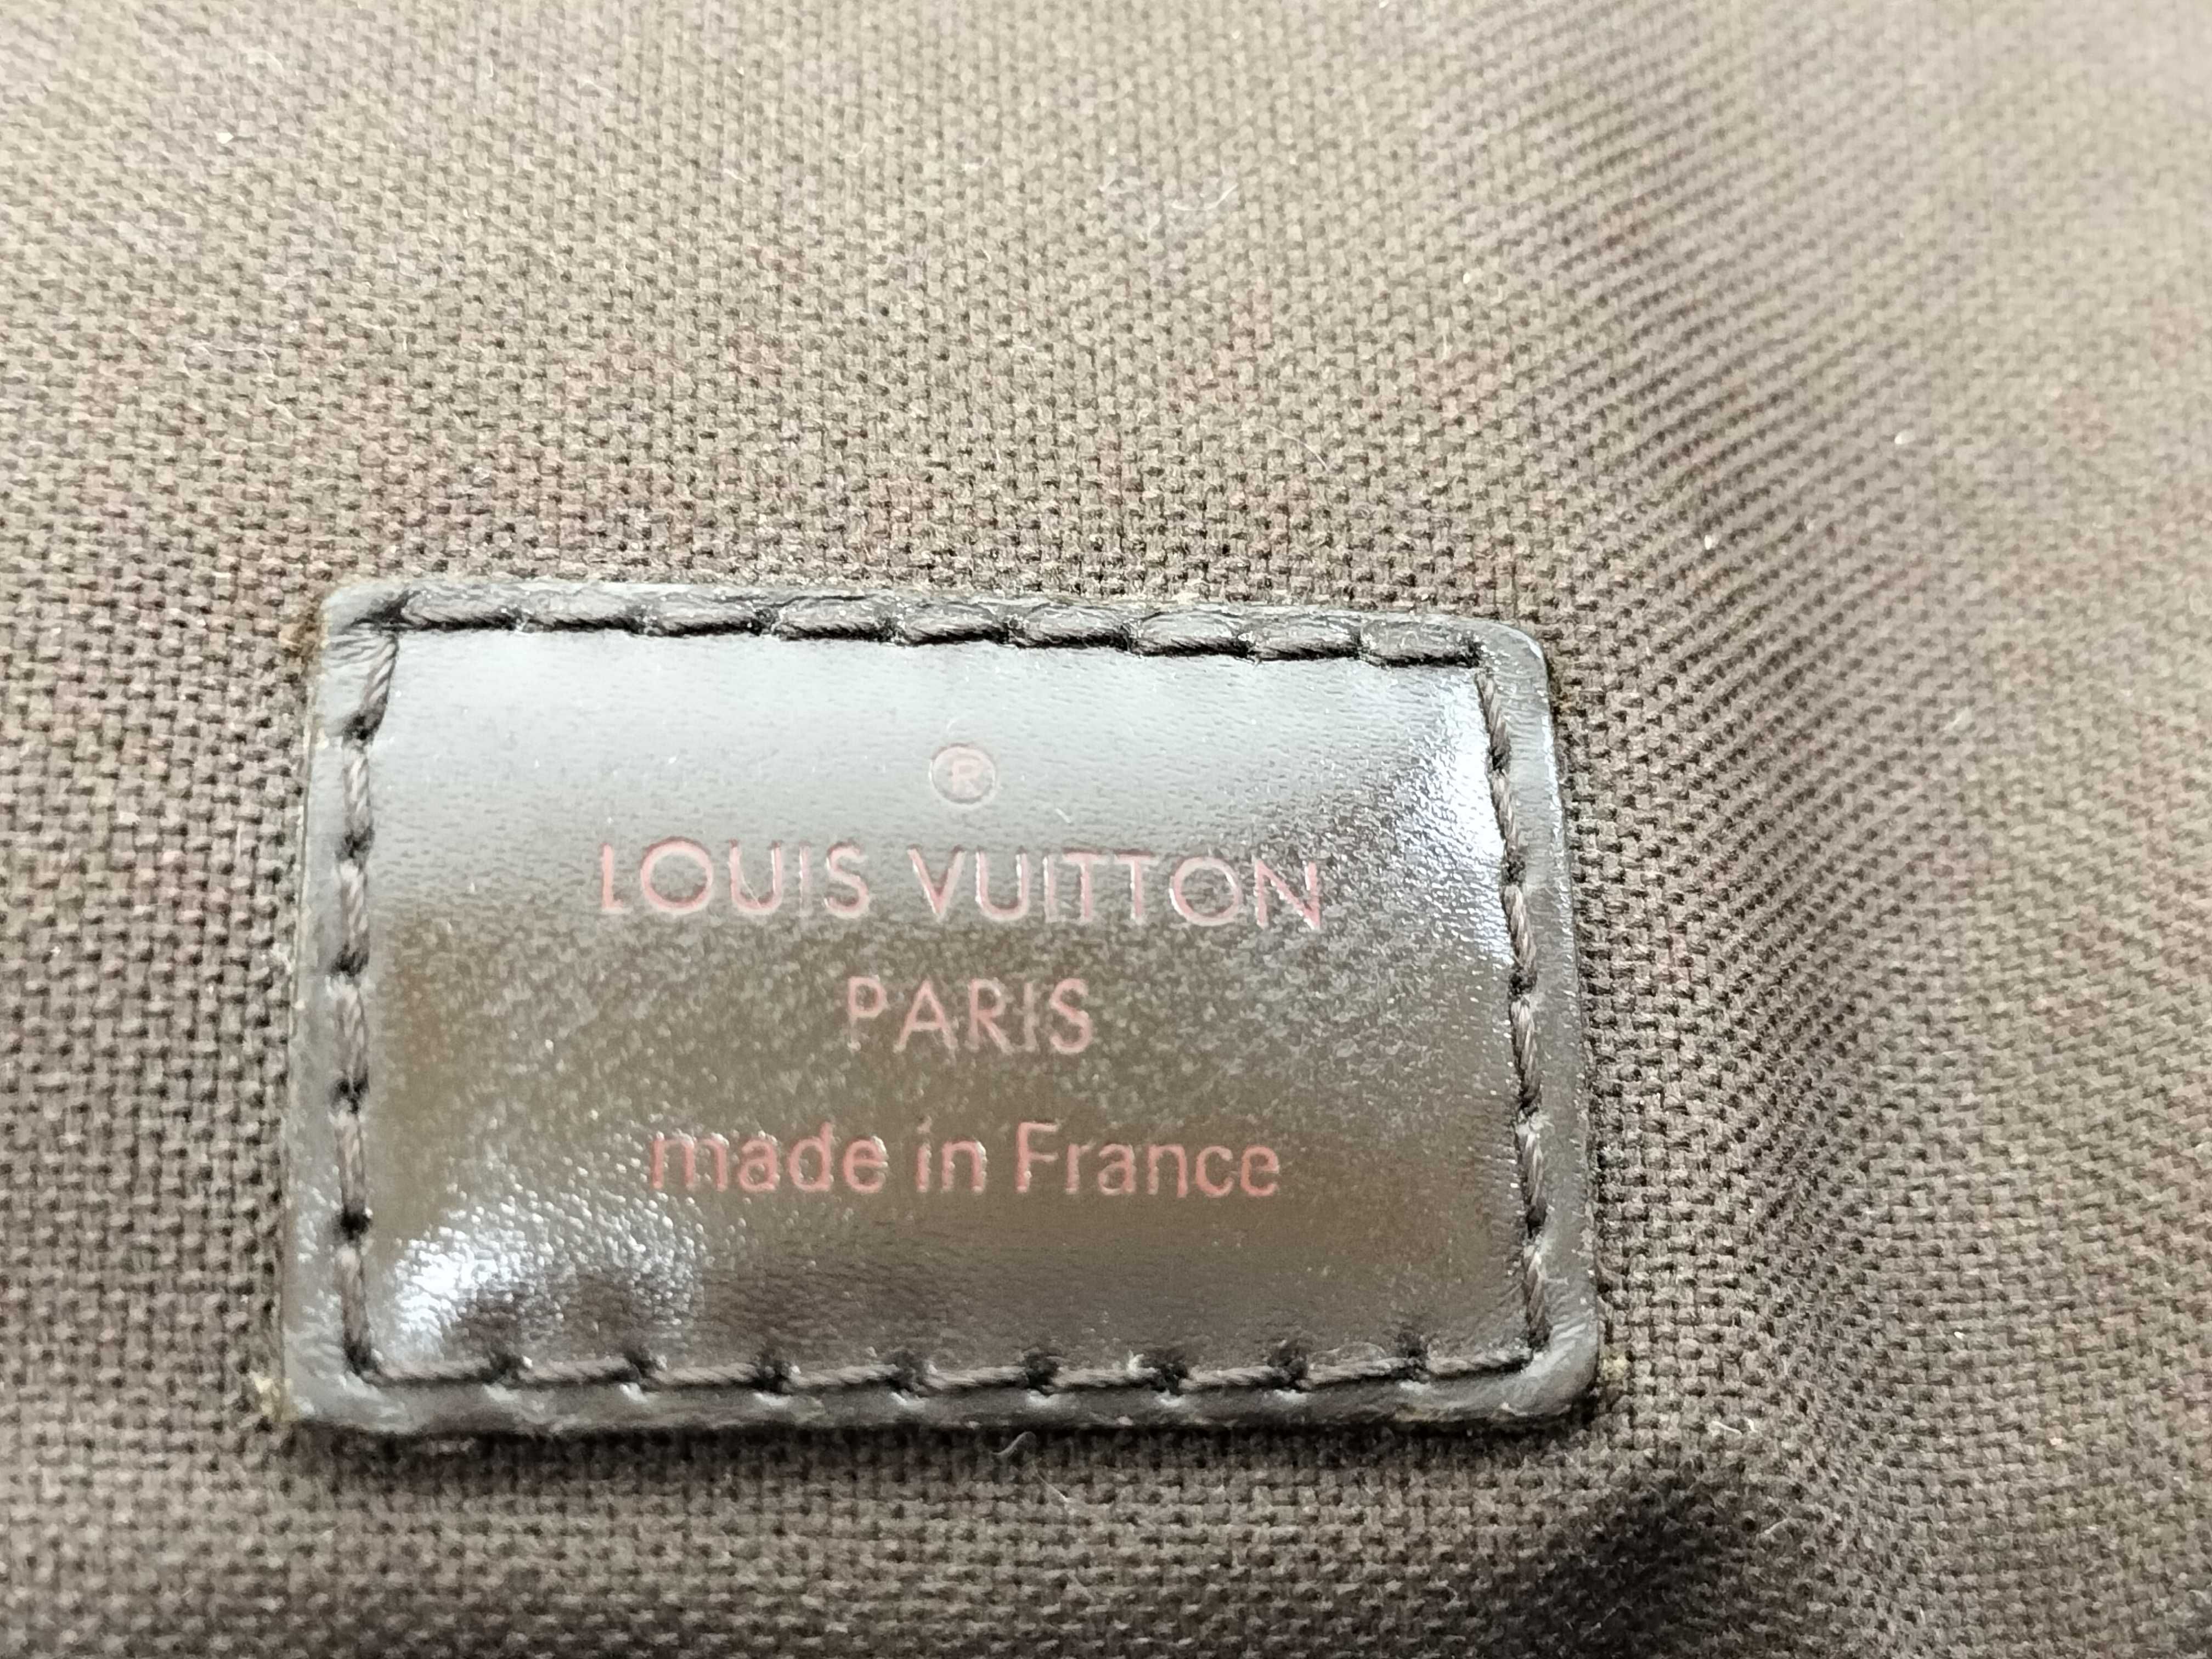 ®
LOUIS VUITTON
PARIS
made in France